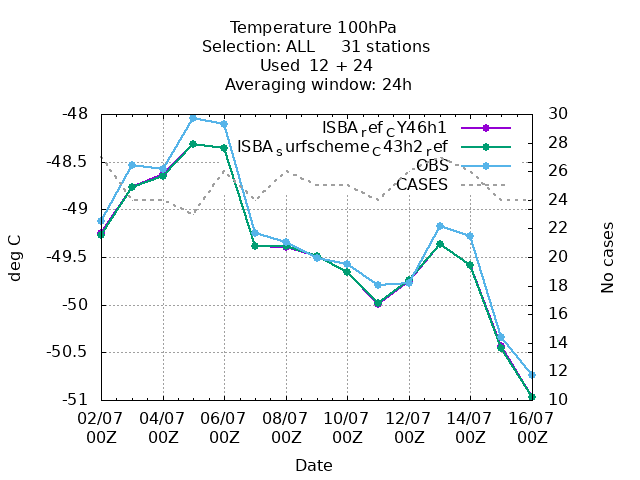 Temperature 100hPa
Selection: ALL     31 stations
Used  12 + 24
Averaging window: 24h
ISBA_ref_CY46h1
ISBA_surfscheme_C43h2_ref
OBS
CASES
-48
-48.5
-49
-49.5
-50
-50.5
-51
deg C
30
28
26
24
22
20
18
16
14
12
10
No cases
02/07 04/07 06/07 08/07 10/07 12/07 14/07 16/07
00Z 00Z 00Z 00Z 00Z 00Z 00Z 00Z
Date